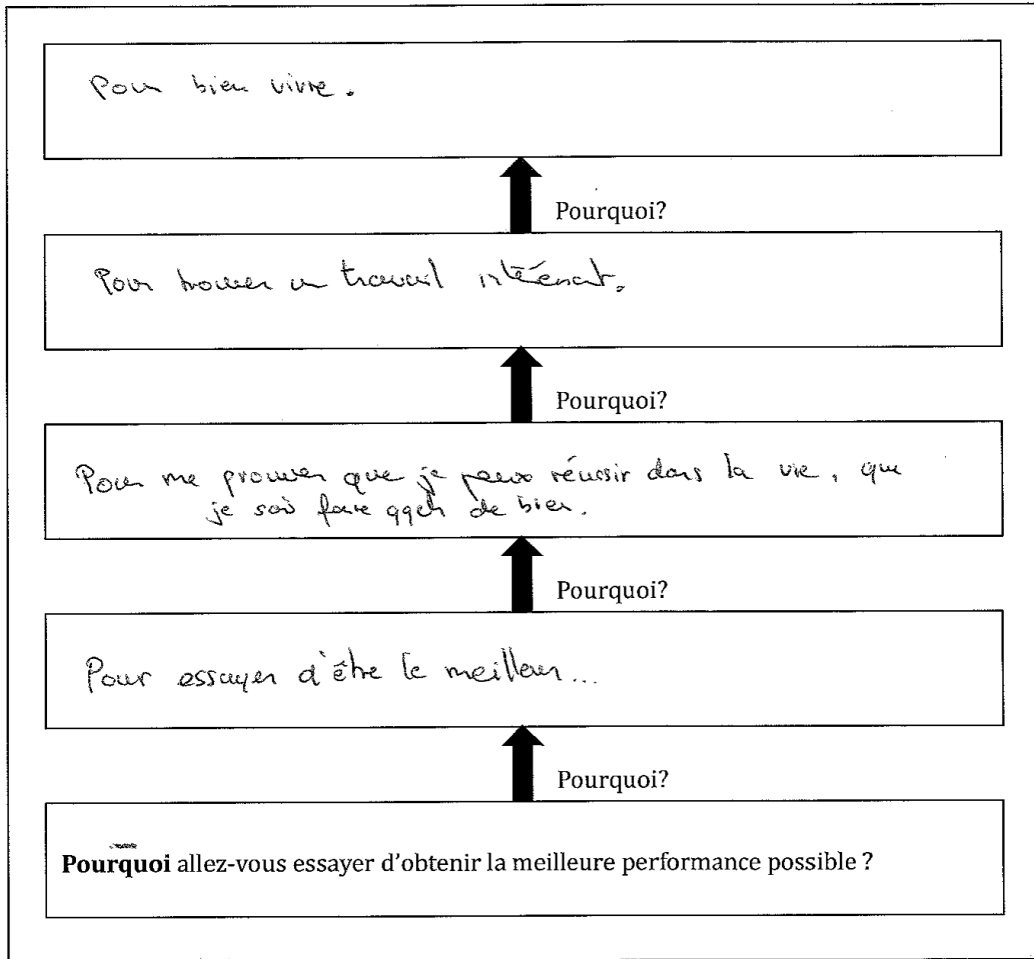 Pour bien vivre.
Pourquoi?
Pour trouver un travail intérénant.
Pourquoi?
Pour me prouver que je peux réussir dans la vie, que
je sais faire qqch de bien.
Pourquoi?
Pour essayer d'être le meilleur...
Pourquoi?
Pourquoi allez-vous essayer d'obtenir la meilleure performance possible ?